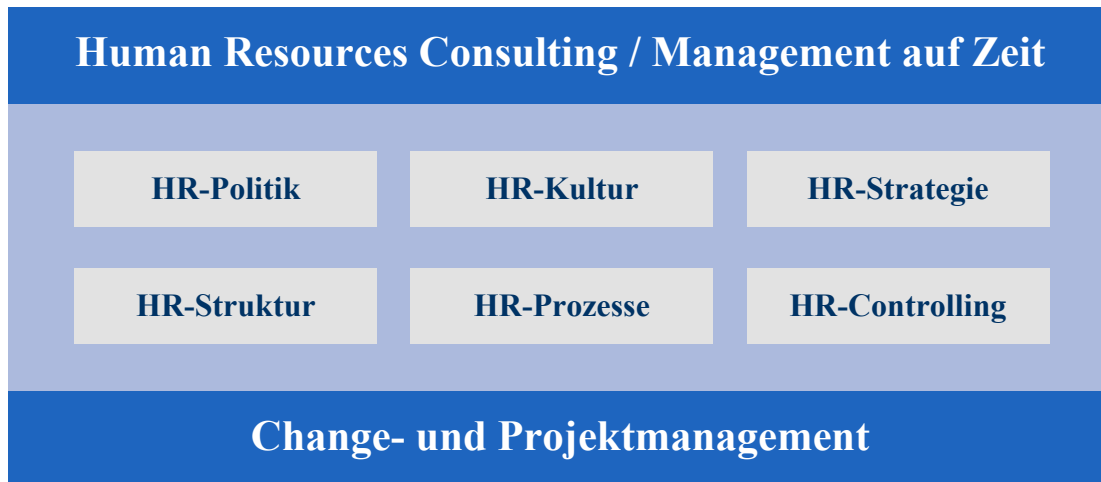 Human Resources Consulting / Management auf Zeit
HR-Politik
HR-Kultur
HR-Strategie
HR-Struktur
HR-Prozesse
HR-Controlling
Change- und Projektmanagement